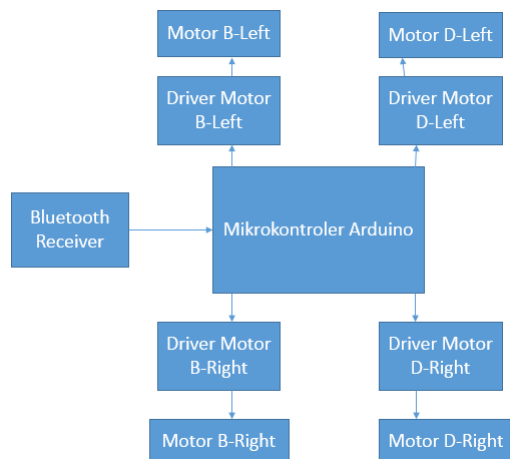 Motor B-Left
Motor D-Left
Driver Motor
B-Left
Driver Motor
D-Left
Bluetooth
Receiver
Mikrokontroler Arduino
Driver Motor
B-Right
Driver Motor
D-Right
Motor B-Right
Motor D-Right